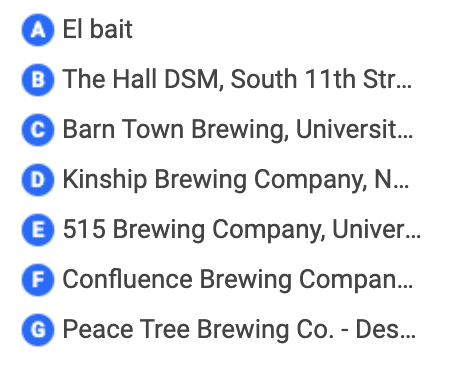 A El bait
B The Hall DSM, South 11th Str...
C Barn Town Brewing, Universit...
D Kinship Brewing Company, N...
E 515 Brewing Company, Univer...
F Confluence Brewing Compan...
G Peace Tree Brewing Co. - Des...